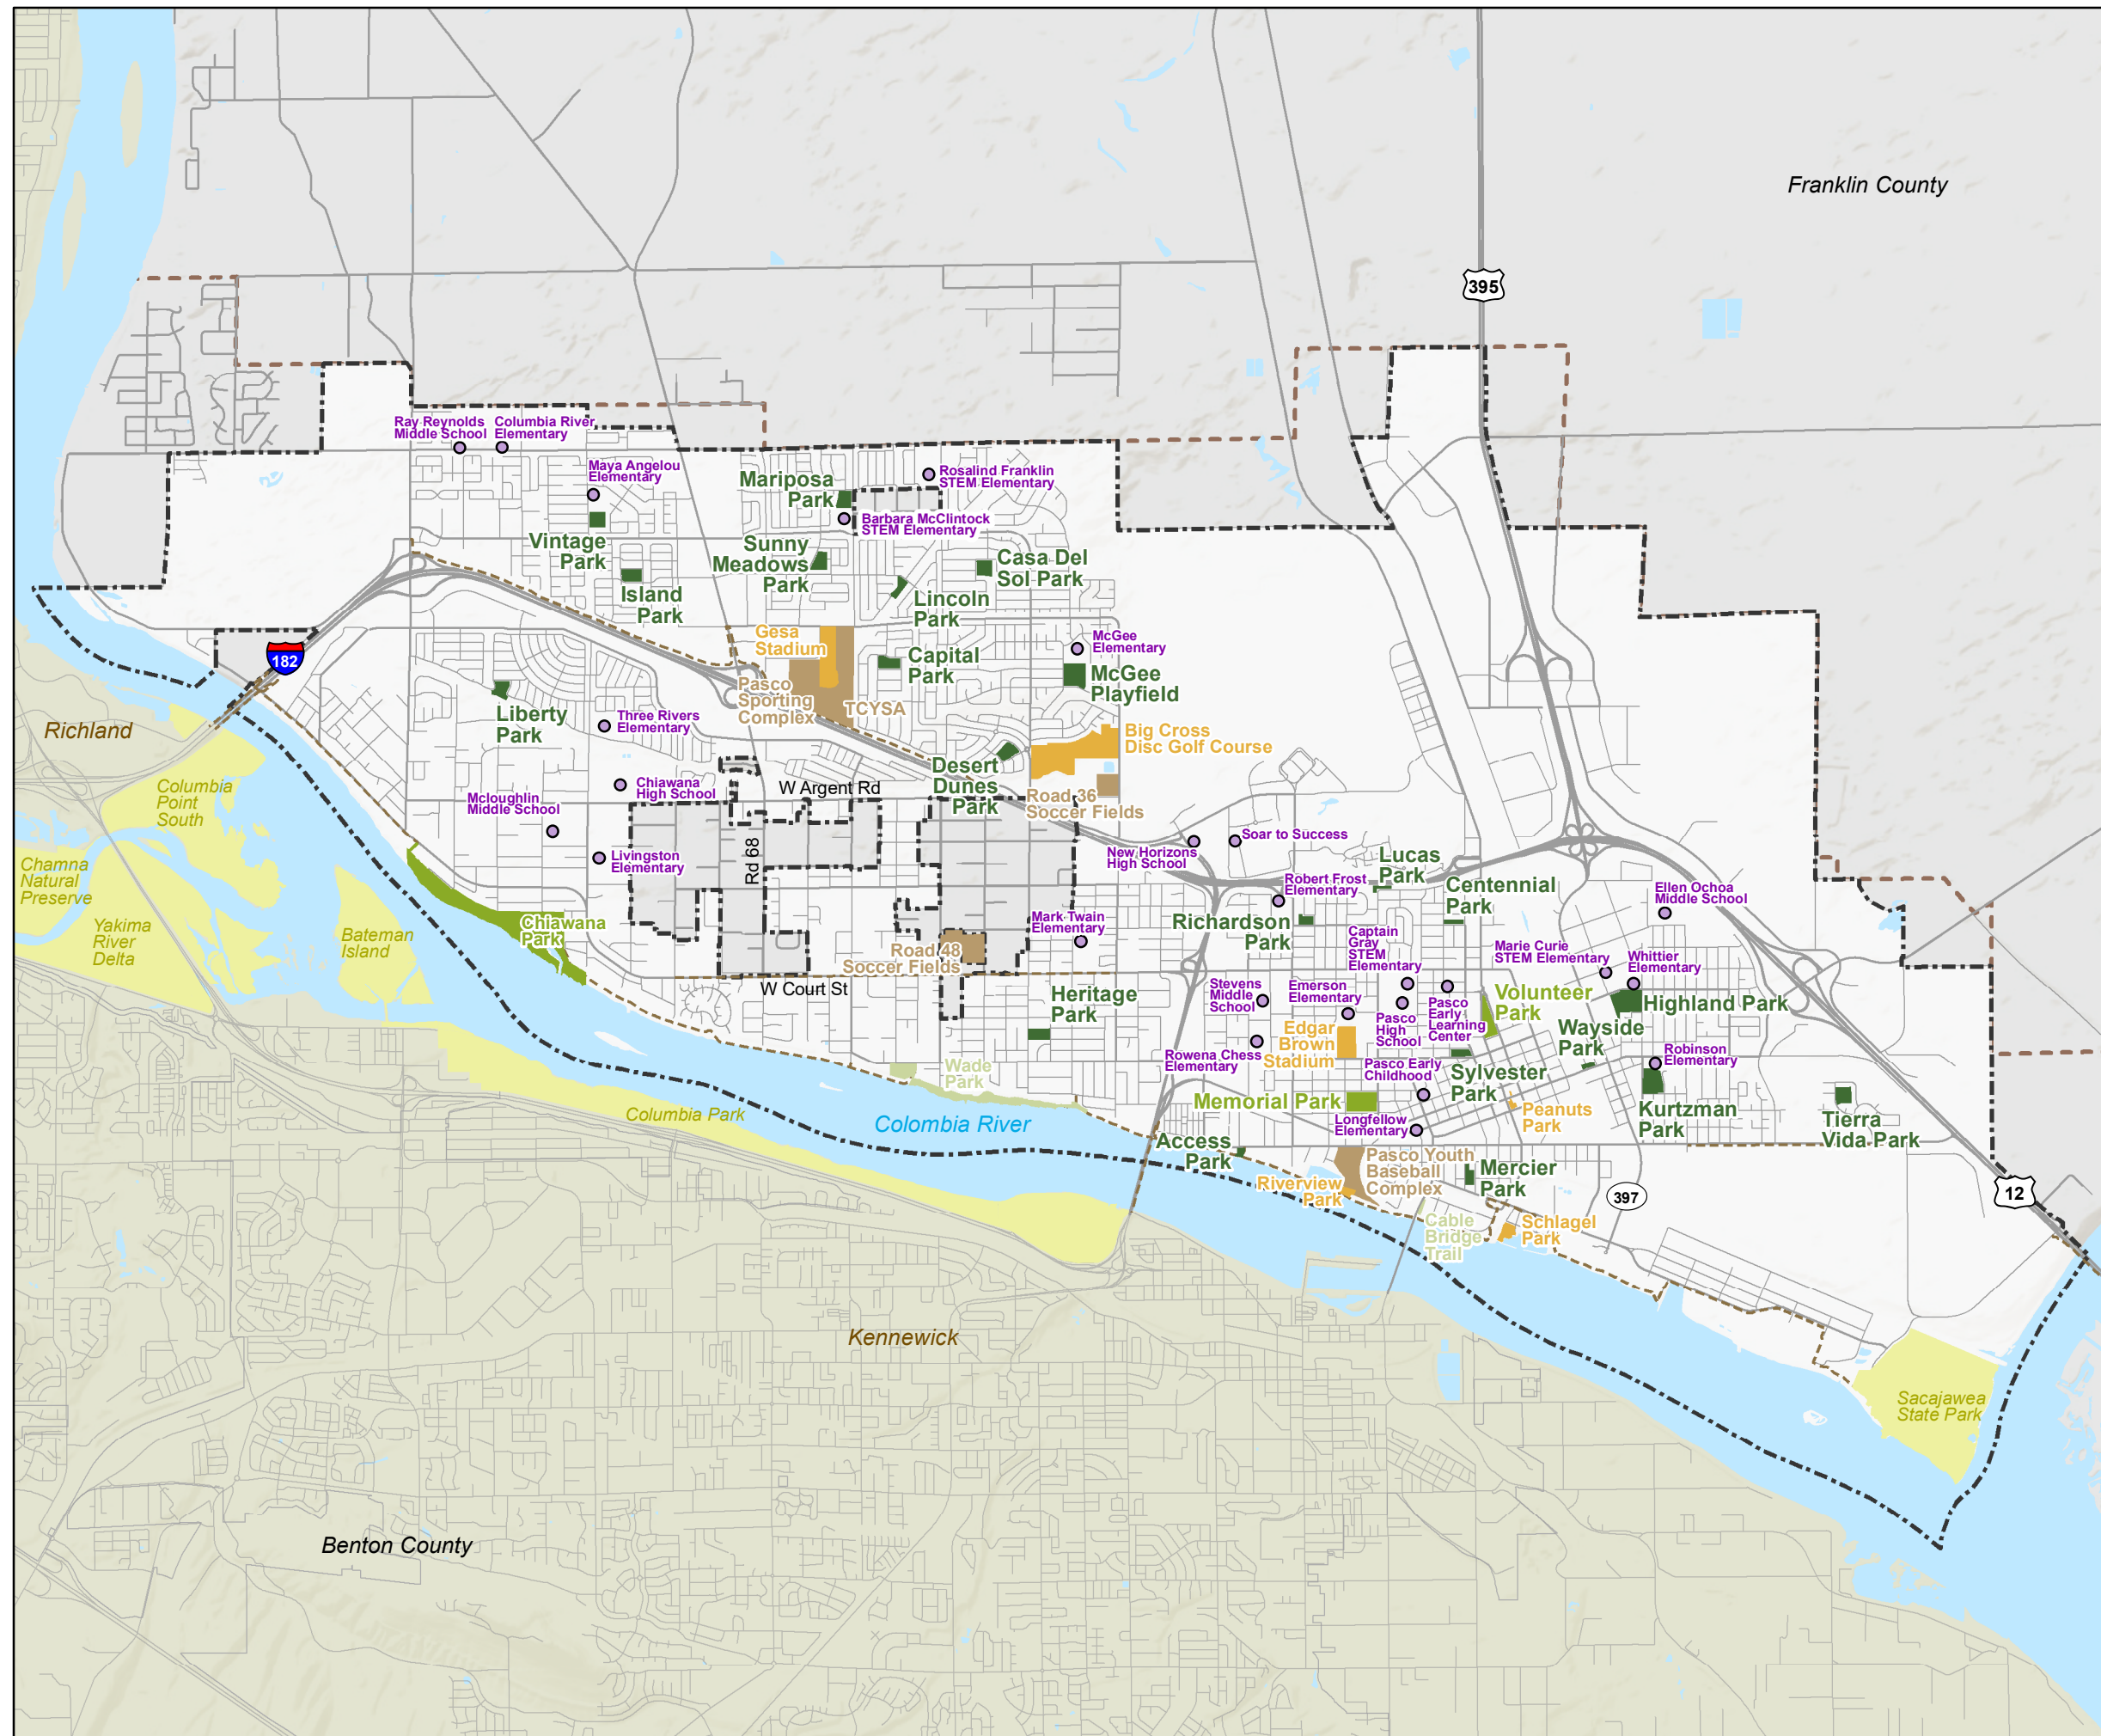 Franklin County
395
Ray Reynolds
Middle School
Columbia River
Elementary
Maya Angelou
Elementary
Mariposa
Park
Rosalind Franklin
STEM Elementary
Barbara McClintock
STEM Elementary
Vintage
Park
Sunny
Meadows
Park
Casa Del
Sol Park
Island
Park
Lincoln
Park
Gesa
Stadium
McGee
Elementary
182
Capital
Park
McGee
Playfield
Pasco
Sporting
Complex
TCYSA
Liberty
Park
Three Rivers
Elementary
Richland
Big Cross
Disc Golf Course
Desert
Dunes
Park
Columbia
Point
South
Chiawana
High School
W Argent Rd
Road 36
Soccer Fields
Mcloughlin
Middle School
Soar to Success
New Horizons
High School
Livingston
Elementary
Rd 68
Lucas
Park
Chamna
Natural
Preserve
Robert Frost
Elementary
Centennial
Park
Ellen Ochoa
Middle School
Yakima
River
Delta
Bateman
Island
Chiawana
Park
Mark Twain
Elementary
Richardson
Park
Captain
Gray
STEM
Elementary
Marie Curie
STEM Elementary
Whittier
Elementary
Road 48
Soccer Fields
W Court St
Heritage
Park
Stevens
Middle
School
Emerson
Elementary
Pasco
High
School
Pasco
Early
Learning
Center
Volunteer
Park
Highland Park
Edgar
Brown
Stadium
Wayside
Park
Rowena Chess
Elementary
Robinson
Elementary
Wade
Park
Pasco Early
Childhood
Sylvester
Park
Columbia Park
Colombia River
Memorial Park
Peanuts
Park
Kurtzman
Park
Tierra
Vida Park
Longfellow
Elementary
Access
Park
Pasco Youth
Baseball
Complex
Mercier
Park
Riverview
Park
397
12
Cable
Bridge
Trail
Schlagel
Park
Kennewick
Sacajawea
State Park
Benton County